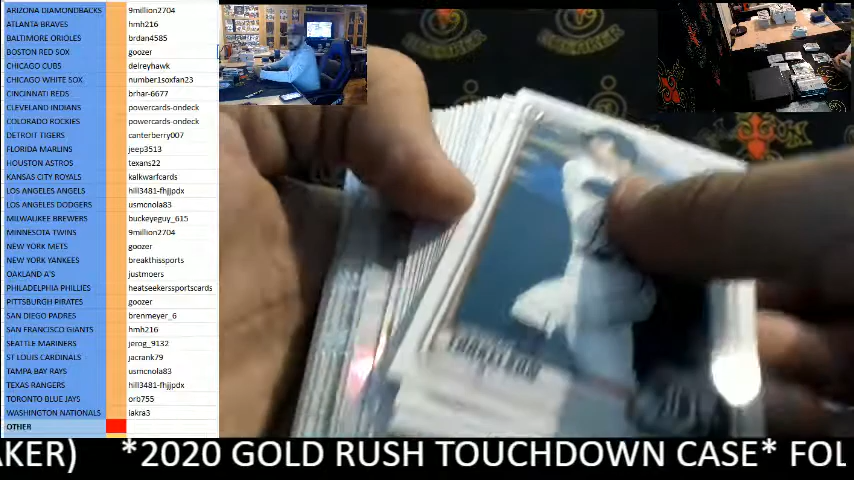 ARIZONA DIAMONDBACKS 9million2704
ATLANTA BRAVES hmh216
BALTIMORE ORIOLES brdan4585
BOSTON RED SOX goozer
CHICAGO CUBS delreyhawk
CHICAGO WHITE SOX number1soxfan23
CINCINNATI REDS brhar-6677
CLEVELAND INDIANS powercards-ondeck
COLORADO ROCKIES powercards-ondeck
DETROIT TIGERS canterberry007
FLORIDA MARLINS jeep3513
HOUSTON ASTROS texans22
KANSAS CITY ROYALS kalkwarfcards
LOS ANGELES ANGELS hill3481-fhjjpdx
LOS ANGELES DODGERS usmcnola83
MILWAUKEE BREWERS buckeyeguy_615
MINNESOTA TWINS 9million2704
NEW YORK METS goozer
NEW YORK YANKEES breakthissports
OAKLAND A'S justmoers
PHILADELPHIA PHILLIES heatseekerssportscards
PITTSBURGH PIRATES goozer
SAN DIEGO PADRES brenmeyer_6
SAN FRANCISCO GIANTS hmh216
SEATTLE MARINERS jerog_9132
ST LOUIS CARDINALS jacrank79
TAMPA BAY RAYS usmcnola83
TEXAS RANGERS hill3481-fhjjpdx
TORONTO BLUE JAYS orb755
WASHINGTON NATIONALS iakra3
OTHER
AKER) *2020 GOLD RUSH TOUCHDOWN CASE* FOL